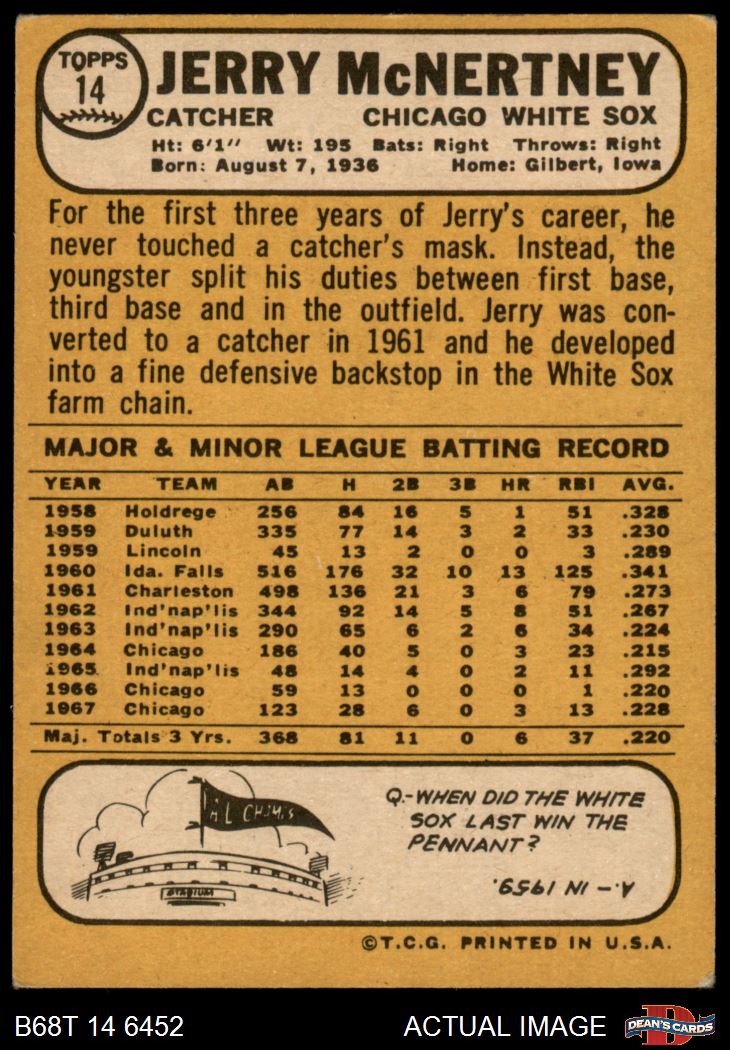 TOPPS
14
JERRY McNERTNEY
CATCHER CHICAGO WHITE SOX
Ht: 6'1" Wt: 195 Bats: Right Throws: Right
Born: August 7, 1936 Home: Gilbert, Iowa
For the first three years of Jerry's career, he
never touched a catcher's mask. Instead, the
youngster split his duties between first base,
third base and in the outfield. Jerry was con-
verted to a catcher in 1961 and he developed
into a fine defensive backstop in the White Sox
farm chain.
MAJOR & MINOR LEAGUE BATTING RECORD
YEAR TEAM AB H 2B 3B HR RBI AVG.
1958 Holdrege 256 84 16 5 1 51 .328
1959 Duluth 335 77 14 3 2 33 .230
1959 Lincoln 45 13 2 0 0 3 .289
1960 Ida. Falls 516 176 32 10 13 125 .341
1961 Charleston 498 136 21 3 6 79 .273
1962 Ind'nap'lis 344 92 14 5 8 51 .267
1963 Ind'nap'lis 290 65 6 2 6 34 .224
1964 Chicago 186 40 5 0 3 23 .215
1965 Ind'nap'lis 48 14 4 0 2 11 .292
1966 Chicago 59 13 0 0 0 1 .220
1967 Chicago 123 28 6 0 3 13 .228
Maj. Totals 3 Yrs. 368 81 11 0 6 37 .220
A.L CHAMPS
STADIUM
Q.-WHEN DID THE WHITE
SOX LAST WIN THE
PENNANT?
A.- IN 1959.
©T.C.G. PRINTED IN U.S.A.
B68T 14 6452 ACTUAL IMAGE
D
DEAN'S CARDS